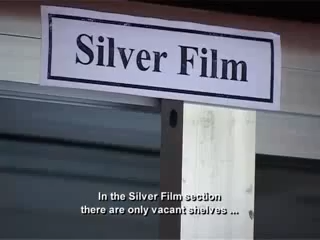 Silver Film
In the Silver Film section
there are only vacant shelves ...